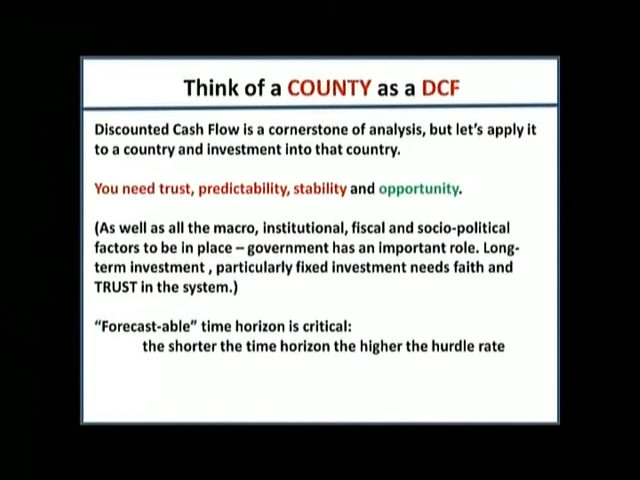 Think of a COUNTY as a DCF
Discounted Cash Flow is a cornerstone of analysis, but let's apply it
to a country and investment into that country.
You need trust, predictability, stability and opportunity.
(As well as all the macro, institutional, fiscal and socio-political
factors to be in place – government has an important role. Long-
term investment , particularly fixed investment needs faith and
TRUST in the system.)
"Forecast-able" time horizon is critical:
the shorter the time horizon the higher the hurdle rate